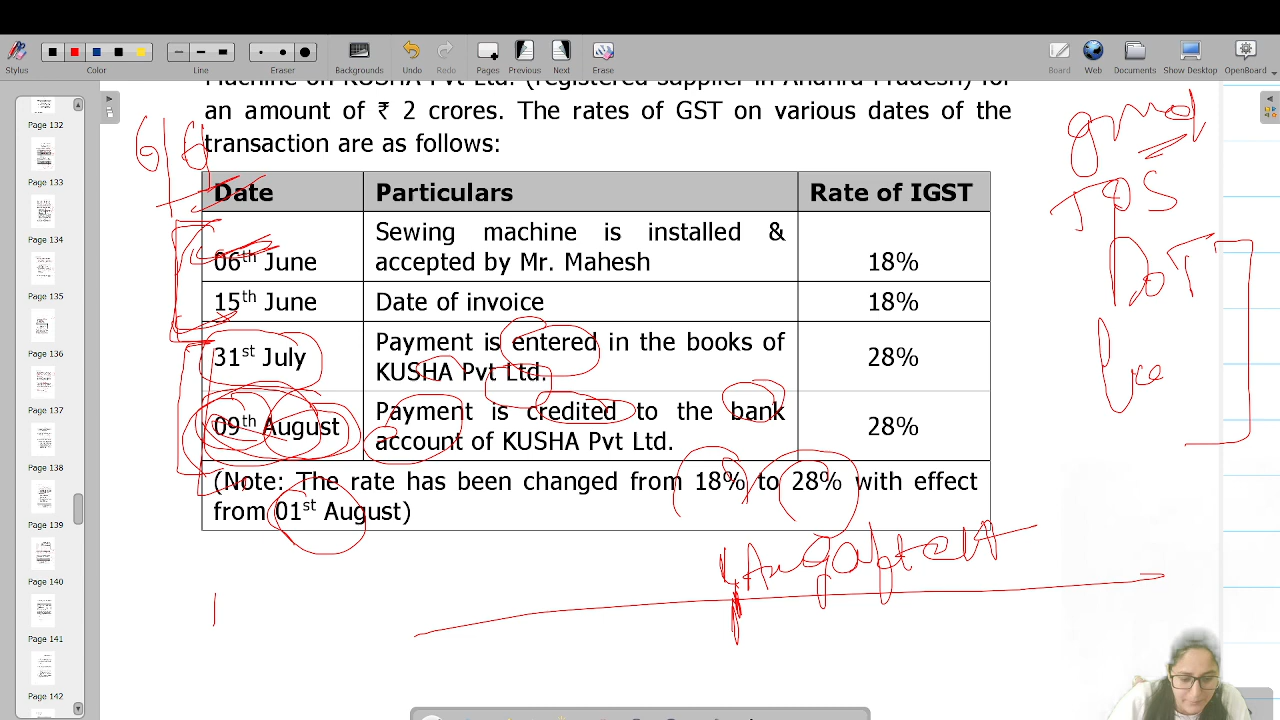 Stylus
Color
Line
Eraser
Backgrounds
Undo
Redo
Pages
Previous
Next
Erase
Board
Web
Documents
Show Desktop
OpenBoard
Page 132
Page 133
Page 134
Page 135
Page 136
Page 137
Page 138
Page 139
Page 140
Page 141
Page 142
Machine on KUSHA Pvt Ltd. (registered supplier in Andhra Pradesh) for
an amount of ₹ 2 crores. The rates of GST on various dates of the
transaction are as follows:
Date Particulars Rate of IGST
Sewing machine is installed &
06th June accepted by Mr. Mahesh 18%
15th June Date of invoice 18%
31st July Payment is entered in the books of KUSHA Pvt Ltd. 28%
09th August Payment is credited to the bank account of KUSHA Pvt Ltd. 28%
(Note: The rate has been changed from 18% to 28% with effect
from 01st August)
6/6
TOS
DoT